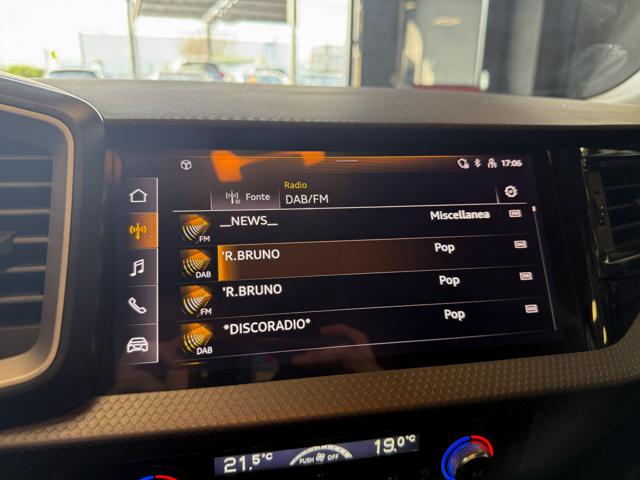 17:06
Radio
Fonte DAB/FM
__NEWS__ Miscellanea
FM
'R.BRUNO Pop
DAB
'R.BRUNO Pop
FM
*DISCORADIO* Pop
DAB
21.5°C PUSH OFF 19.0°C
A/C